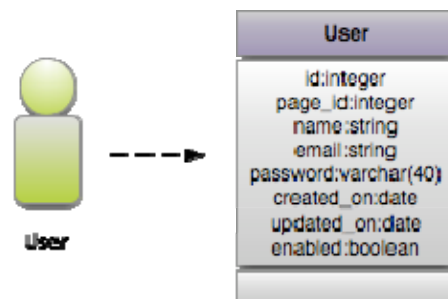 User
User
id:integer
page_id:integer
name:string
email:string
password:varchar(40)
created_on:date
updated_on:date
enabled:boolean